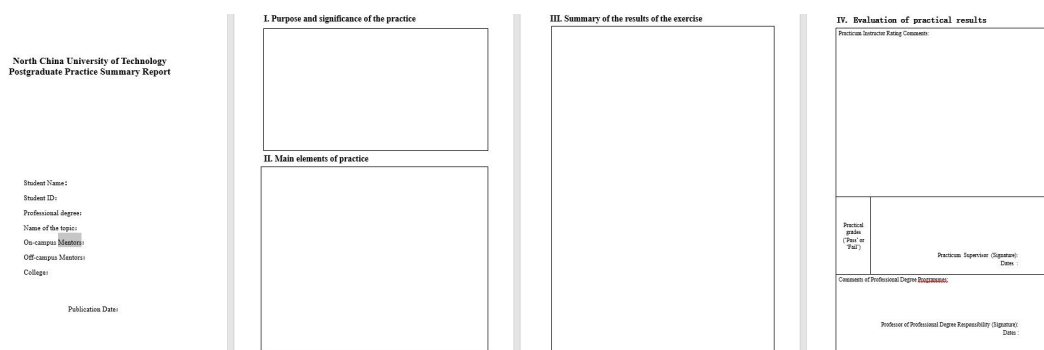 North China University of Technology
Postgraduate Practice Summary Report
Student Name:
Student ID:
Professional degree:
Name of the topic:
On-campus Mentors:
Off-campus Mentors:
College:
Publication Date:
I. Purpose and significance of the practice
II. Main elements of practice
III. Summary of the results of the exercise
IV. Evaluation of practical results
Practicum Instructor Rating Comments:
Practical
grades
("Pass" or
"Fail")
Practicum Supervisor (Signature):
Dates :
Comments of Professional Degree Programmes:
Professor of Professional Degree Responsibility (Signature):
Dates :